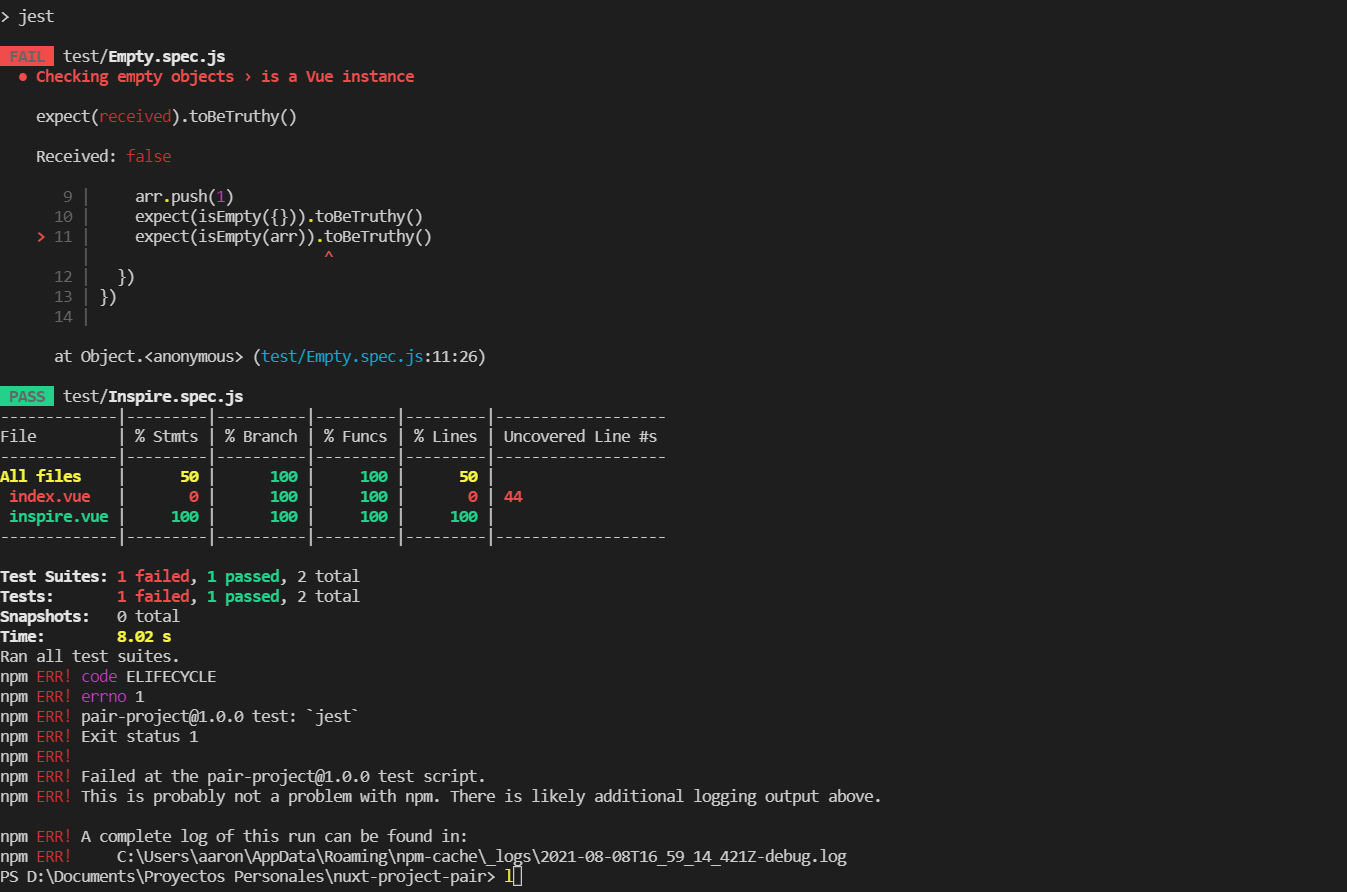 > jest
FAIL test/Empty.spec.js
● Checking empty objects › is a Vue instance
expect(received).toBeTruthy()
Received: false
9 |     arr.push(1)
10 |     expect(isEmpty({})).toBeTruthy()
> 11 |     expect(isEmpty(arr)).toBeTruthy()
|                          ^
12 |   })
13 | })
14 |
at Object.<anonymous> (test/Empty.spec.js:11:26)
PASS test/Inspire.spec.js
-------------|---------|----------|---------|---------|-------------------
File         | % Stmts | % Branch | % Funcs | % Lines | Uncovered Line #s
-------------|---------|----------|---------|---------|-------------------
All files    |      50 |      100 |     100 |      50 |
index.vue   |       0 |      100 |     100 |       0 | 44
inspire.vue |     100 |      100 |     100 |     100 |
-------------|---------|----------|---------|---------|-------------------
Test Suites: 1 failed, 1 passed, 2 total
Tests:       1 failed, 1 passed, 2 total
Snapshots:   0 total
Time:        8.02 s
Ran all test suites.
npm ERR! code ELIFECYCLE
npm ERR! errno 1
npm ERR! pair-project@1.0.0 test: `jest`
npm ERR! Exit status 1
npm ERR!
npm ERR! Failed at the pair-project@1.0.0 test script.
npm ERR! This is probably not a problem with npm. There is likely additional logging output above.
npm ERR! A complete log of this run can be found in:
npm ERR!     C:\Users\aaron\AppData\Roaming\npm-cache\_logs\2021-08-08T16_59_14_421Z-debug.log
PS D:\Documents\Proyectos Personales\nuxt-project-pair> l